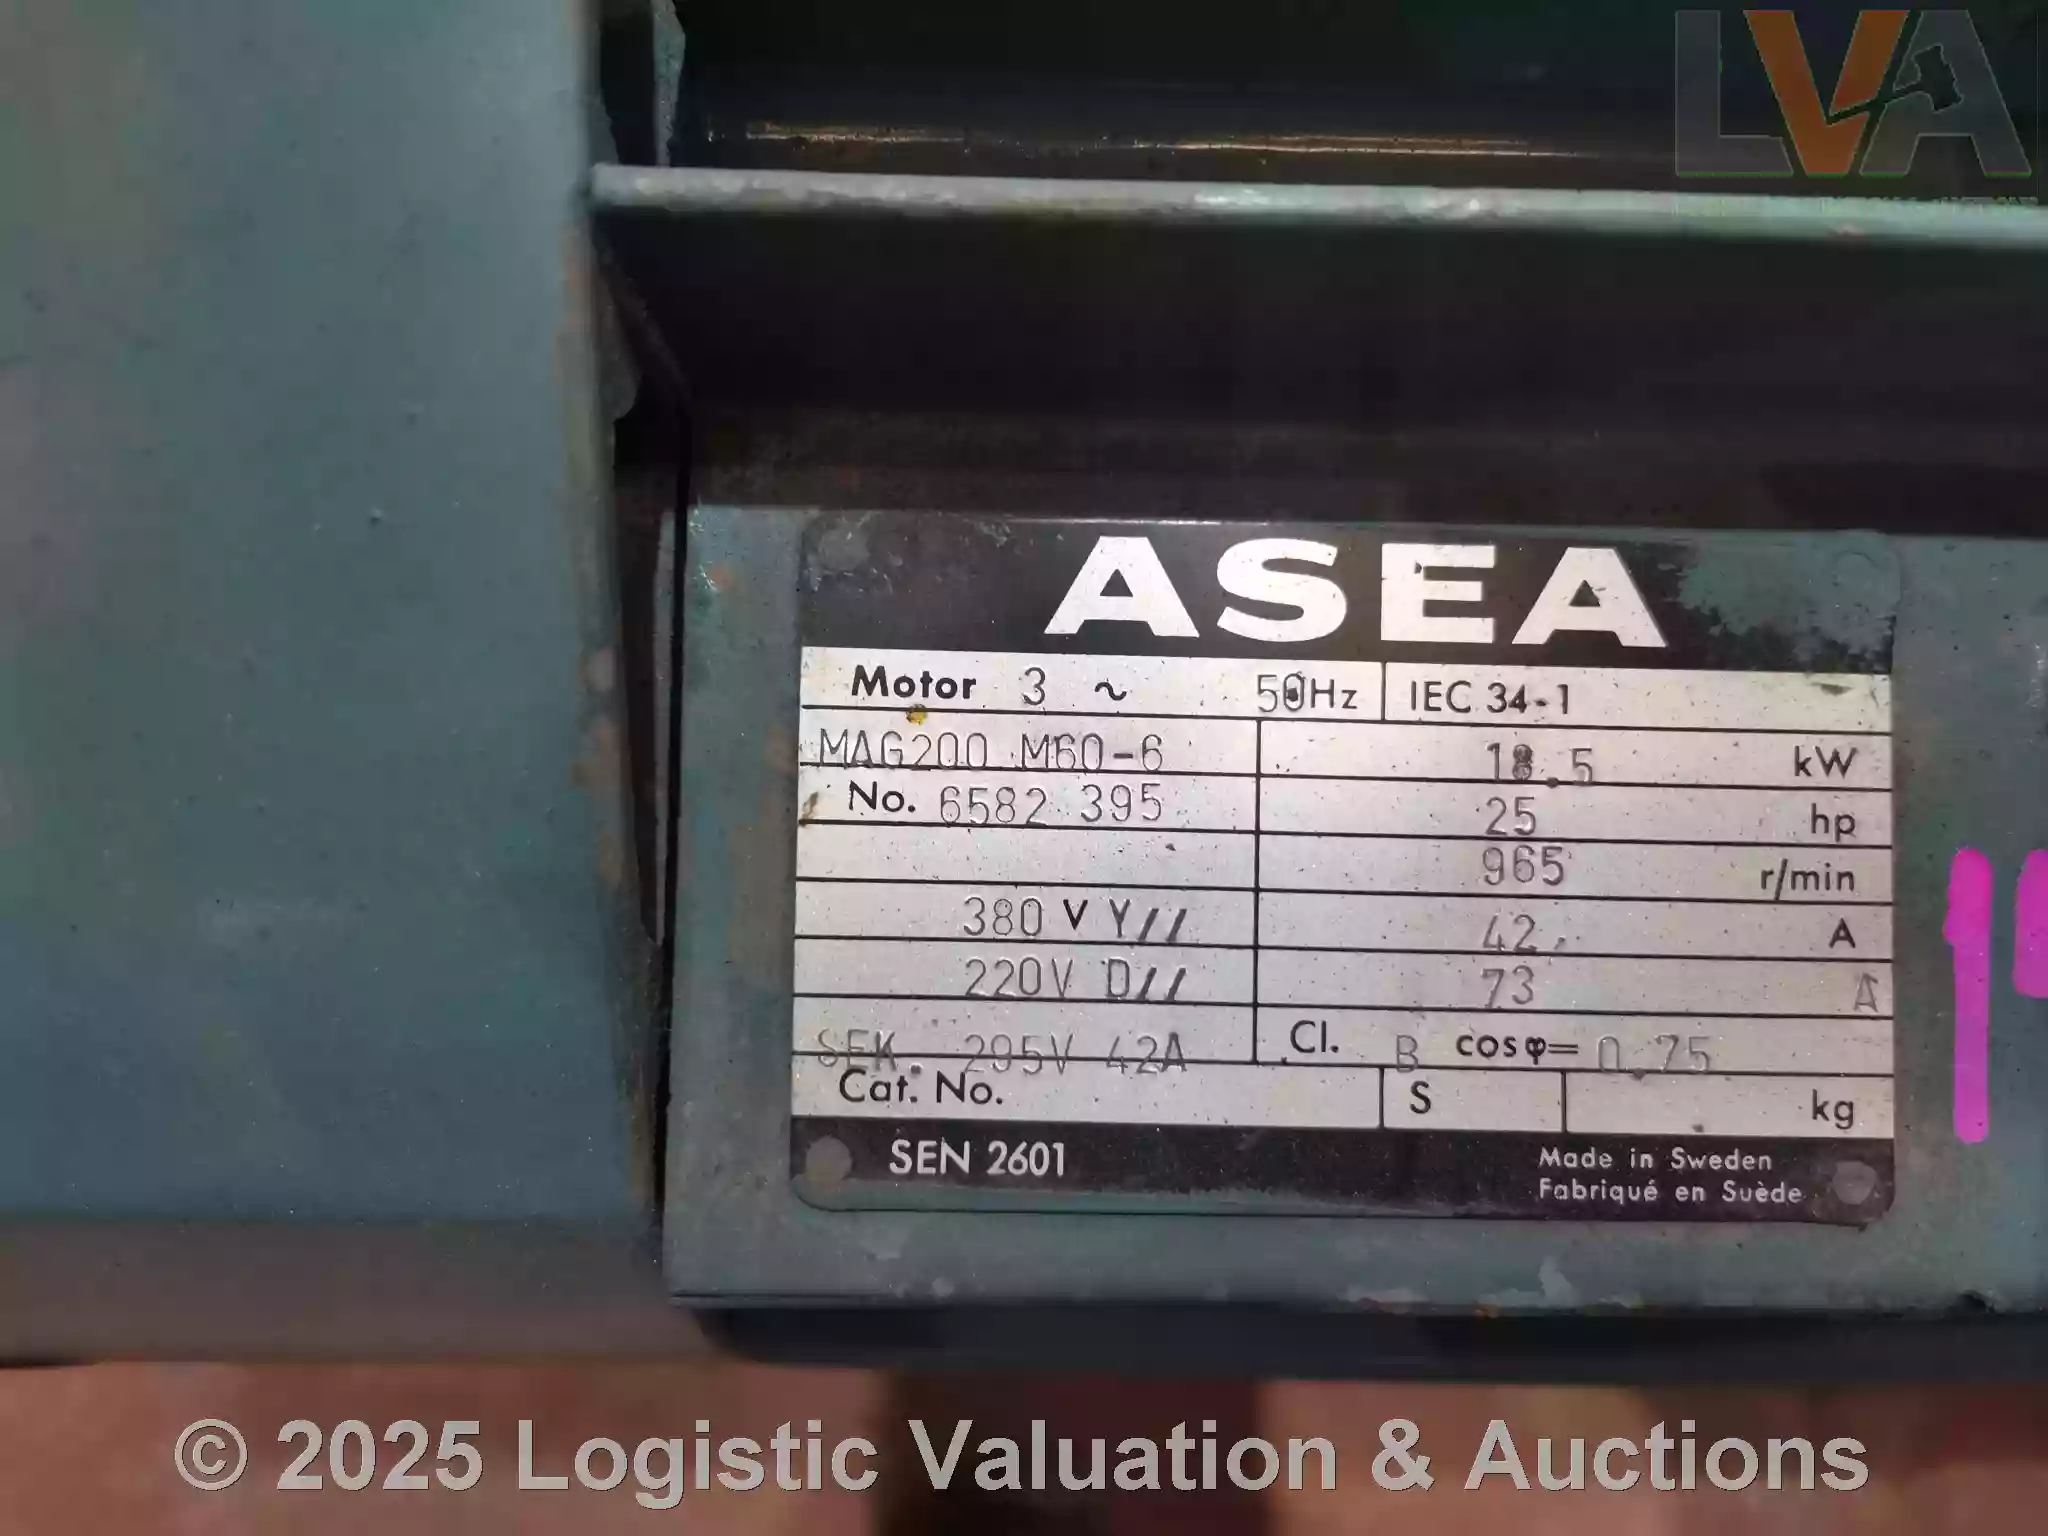 LVA
ASEA
Motor 3 ~ 50Hz IEC 34-1
MAG200 M60-6 18.5 kW
No. 6582 395 25 hp
965 r/min
380 V Y// 42 A
220V D// 73 A
SEK. 295V 42A Cl. B cosφ= 0.75
Cat. No. S kg
SEN 2601 Made in Sweden
Fabriqué en Suède
© 2025 Logistic Valuation & Auctions